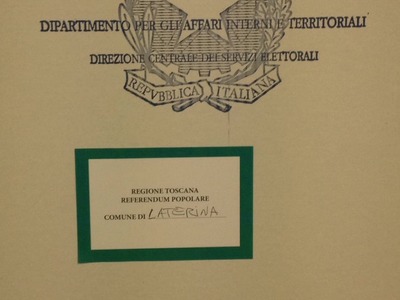 DIPARTIMENTO PER GLI AFFARI INTERNI E TERRITORIALI
DIREZIONE CENTRALE DEI SERVIZI ELETTORALI
REPVBBLICA ITALIANA
REGIONE TOSCANA
REFERENDUM POPOLARE
COMUNE DI LATERINA